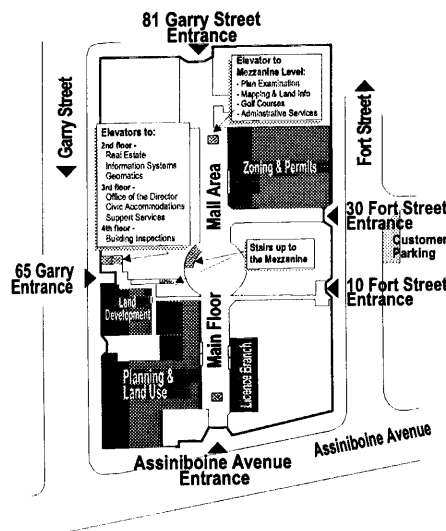 81 Garry Street
Entrance
Elevator to
Mezzanine Level:
- Plan Examination
- Mapping & Land Info
- Golf Courses
- Adminstrative Services
Garry Street
Fort Street
Elevators to:
2nd floor -
Real Estate
Information Systems
Geomatics
3rd floor -
Office of the Director
Civic Accommodations
Support Services
4th floor -
Building Inspections
Mall Area
Zoning & Permits
30 Fort Street
Entrance
Customer
Parking
Stairs up to
the Mezzanine
65 Garry
Entrance
10 Fort Street
Entrance
Land
Development
Main Floor
Planning &
Land Use
Licence Branch
Assiniboine Avenue
Assiniboine Avenue
Entrance